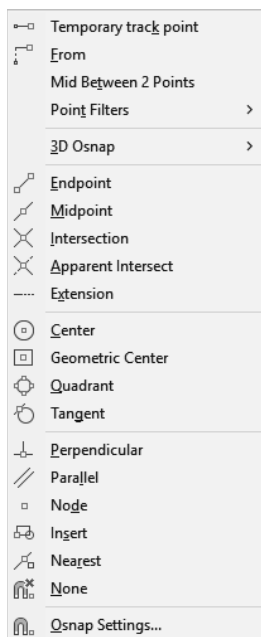 Temporary track point
From
Mid Between 2 Points
Point Filters
3D Osnap
Endpoint
Midpoint
Intersection
Apparent Intersect
Extension
Center
Geometric Center
Quadrant
Tangent
Perpendicular
Parallel
Node
Insert
Nearest
None
Osnap Settings...